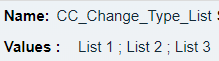 Name: CC_Change_Type_List
Values : List 1 ; List 2 ; List 3